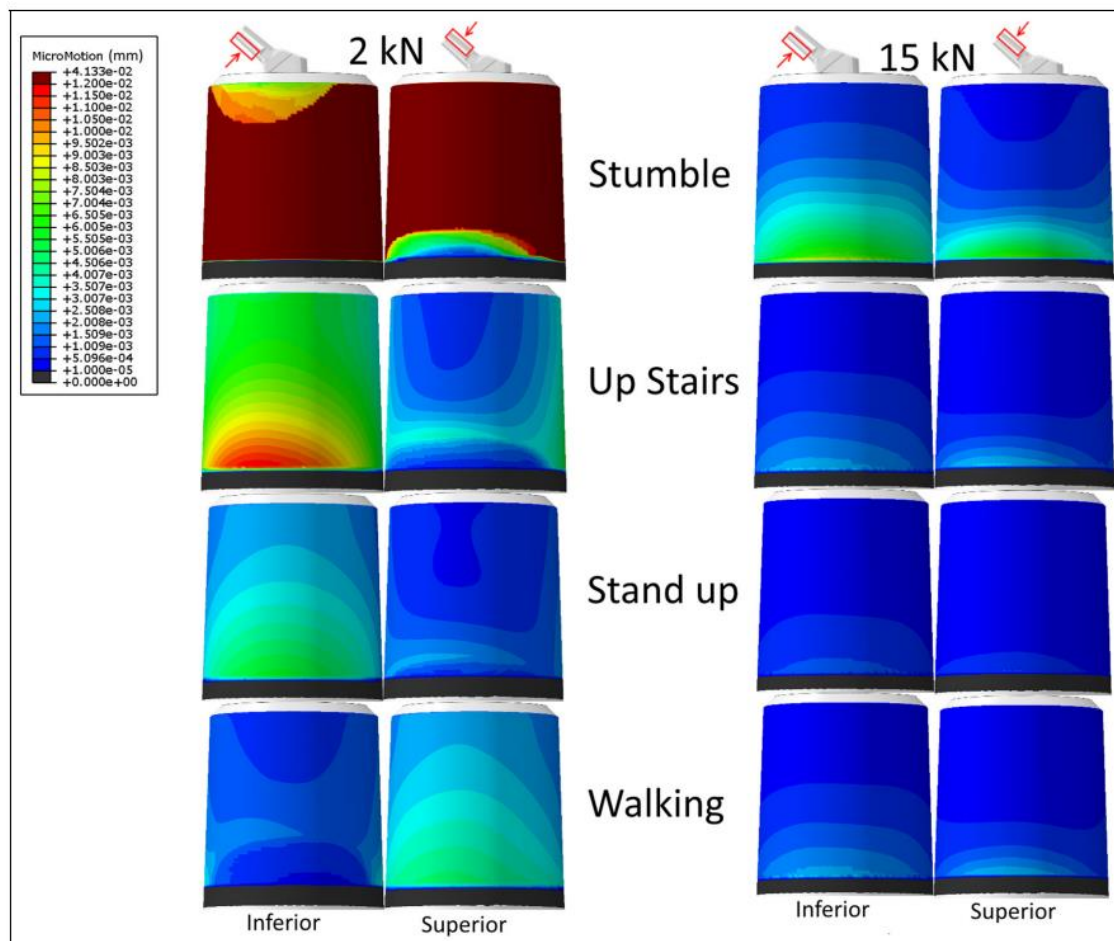 MicroMotion (mm)
+4.133e-02
+1.200e-02
+1.150e-02
+1.100e-02
+1.050e-02
+1.000e-02
+9.502e-03
+9.003e-03
+8.503e-03
+8.003e-03
+7.504e-03
+7.004e-03
+6.505e-03
+6.005e-03
+5.505e-03
+5.006e-03
+4.506e-03
+4.007e-03
+3.507e-03
+3.007e-03
+2.508e-03
+2.008e-03
+1.509e-03
+1.009e-03
+5.096e-04
+1.000e-05
+0.000e+00
2 kN
15 kN
Stumble
Up Stairs
Stand up
Walking
Inferior
Superior
Inferior
Superior